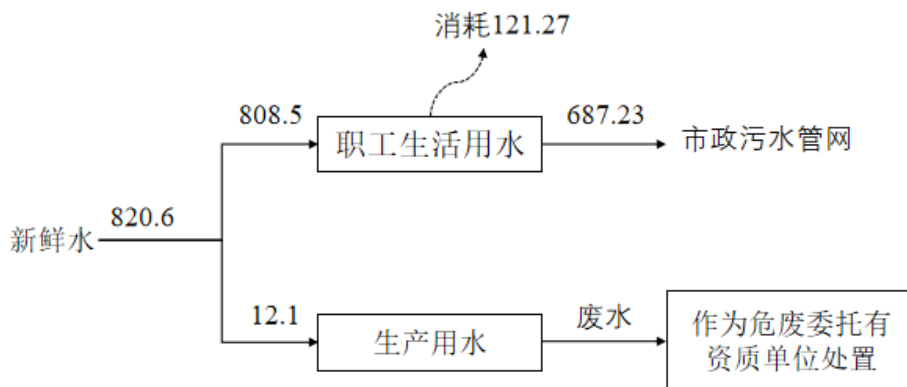 消耗121.27
808.5
职工生活用水
687.23
市政污水管网
新鲜水
820.6
12.1
生产用水
废水
作为危废委托有
资质单位处置